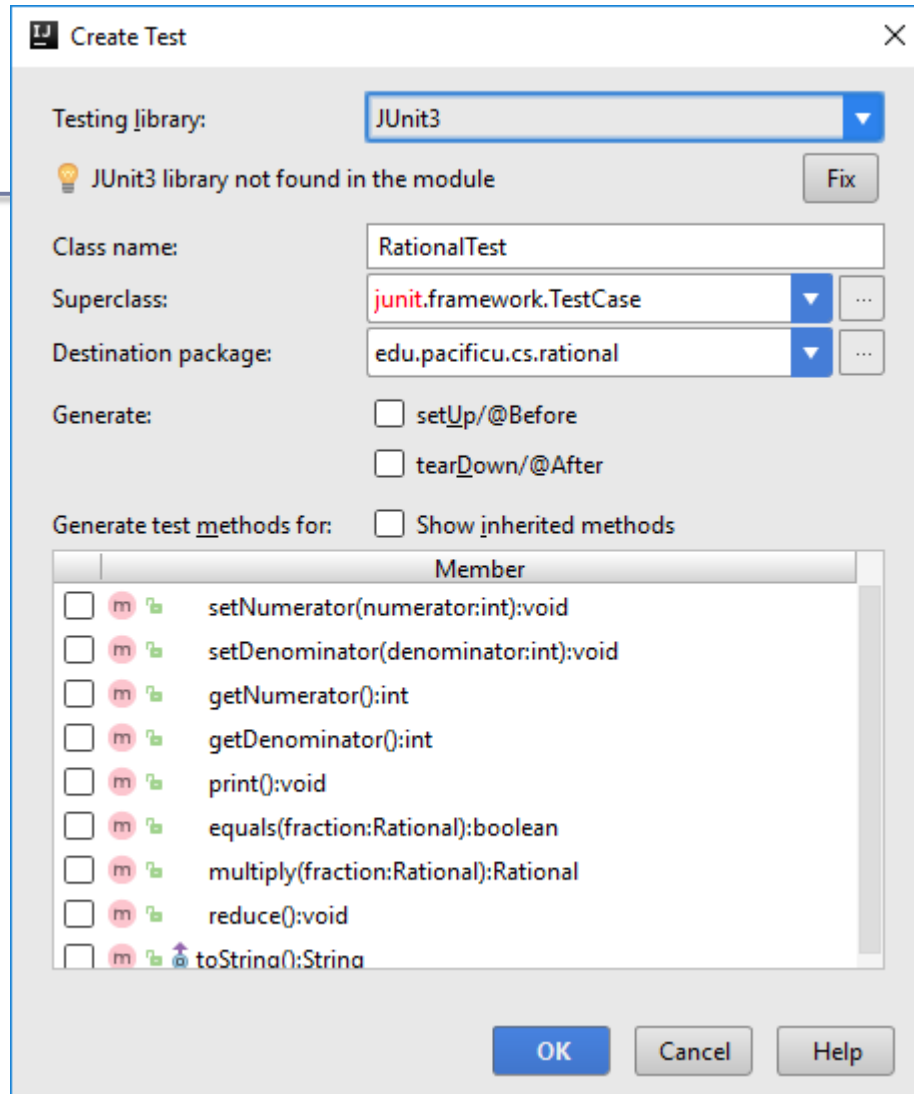 IJ Create Test
Testing library: JUnit3
JUnit3 library not found in the module Fix
Class name: RationalTest
Superclass: junit.framework.TestCase ...
Destination package: edu.pacificu.cs.rational ...
Generate: setUp/@Before
tearDown/@After
Generate test methods for: Show inherited methods
Member
m setNumerator(numerator:int):void
m setDenominator(denominator:int):void
m getNumerator():int
m getDenominator():int
m print():void
m equals(fraction:Rational):boolean
m multiply(fraction:Rational):Rational
m reduce():void
m toString():String
OK Cancel Help